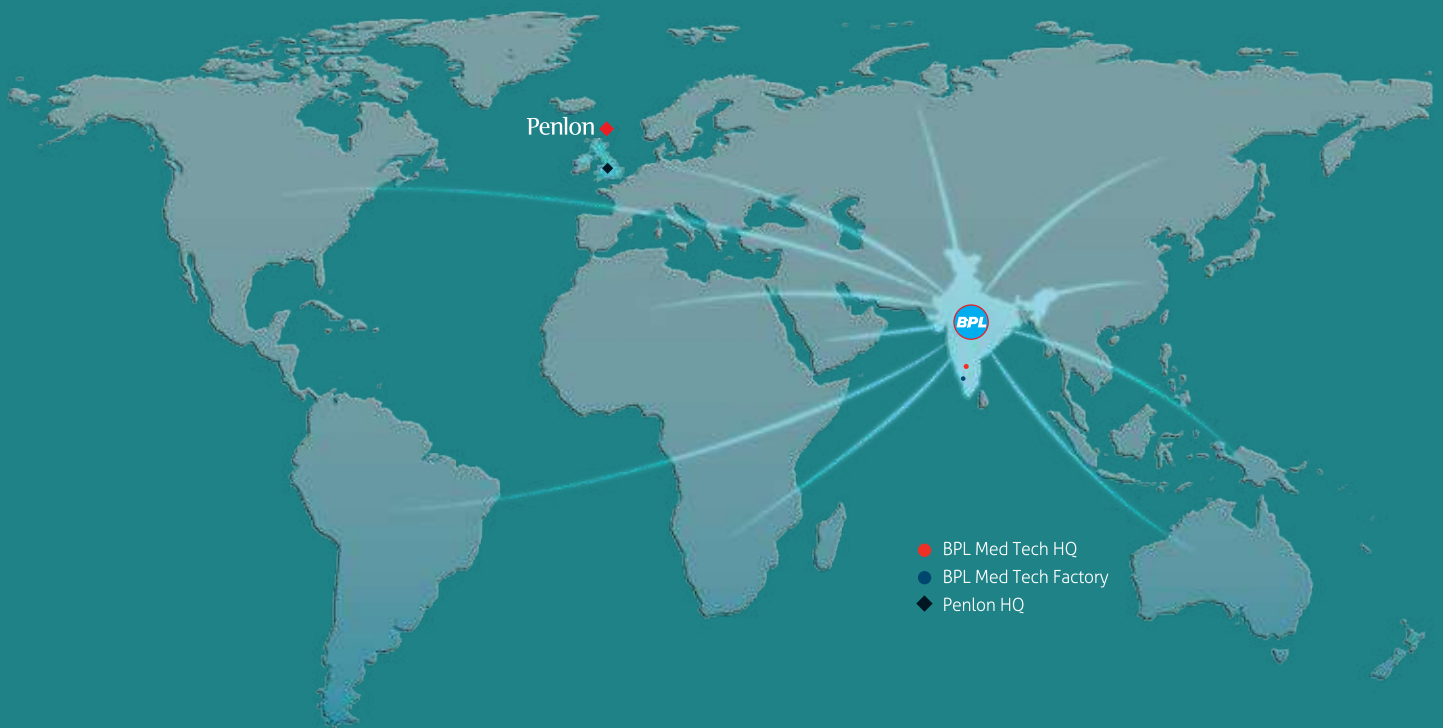 Penlon
BPL
BPL Med Tech HQ
BPL Med Tech Factory
Penlon HQ